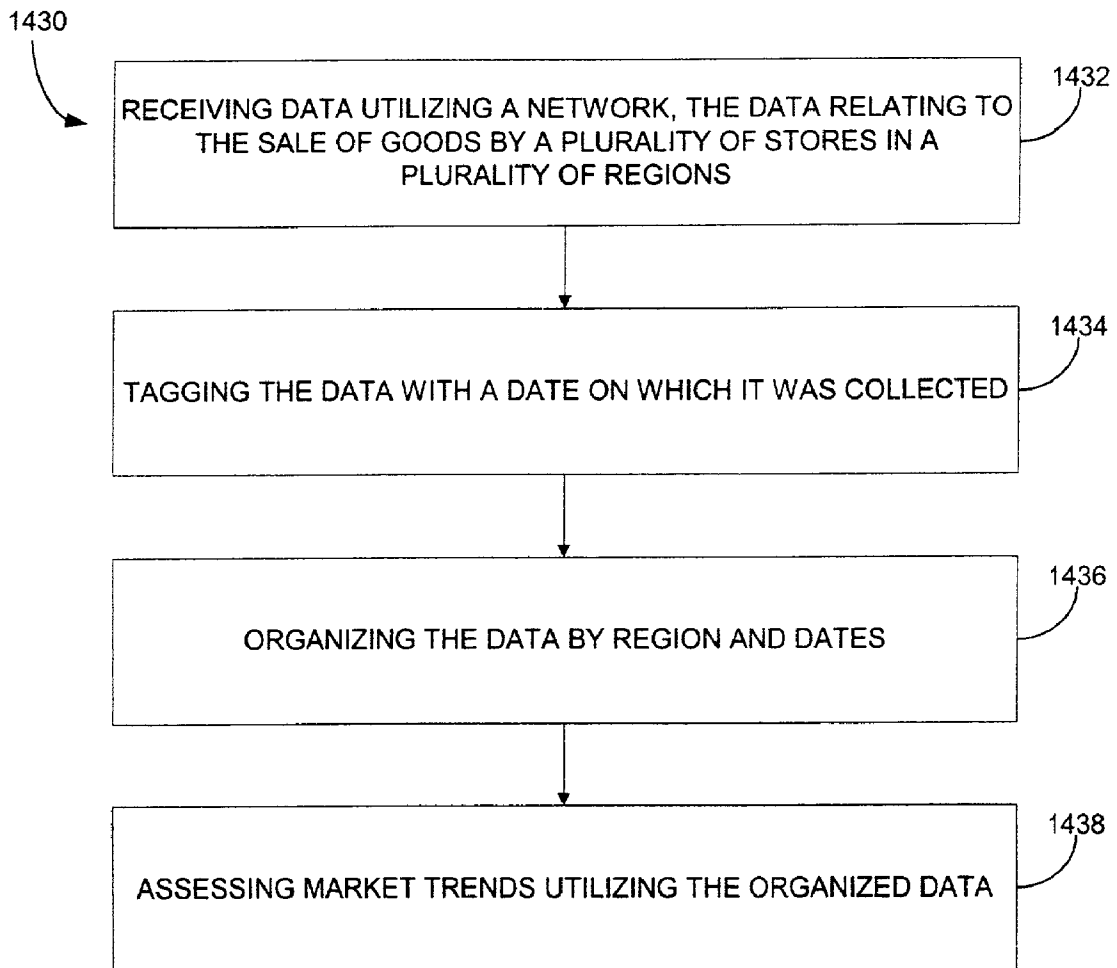 1430
1432
RECEIVING DATA UTILIZING A NETWORK, THE DATA RELATING TO
THE SALE OF GOODS BY A PLURALITY OF STORES IN A
PLURALITY OF REGIONS
1434
TAGGING THE DATA WITH A DATE ON WHICH IT WAS COLLECTED
1436
ORGANIZING THE DATA BY REGION AND DATES
1438
ASSESSING MARKET TRENDS UTILIZING THE ORGANIZED DATA